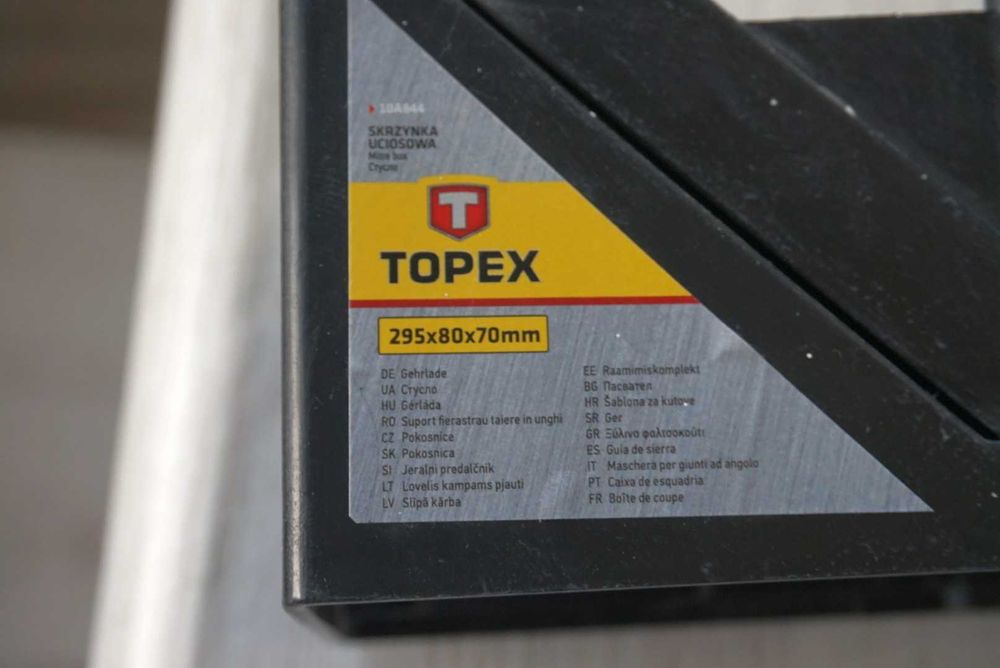 10A844
SKRZYNKA
UCIOSOWA
Mitre box
Стусло
T
TOPEX
295x80x70mm
DE Gehrlade
UA Стусло
HU Gérláda
RO Suport fierastrau taiere in unghi
CZ Pokosnice
SK Pokosnica
SI Jeralni predalčnik
LT Lovelis kampams pjauti
LV Slīpā kārba
EE Raamimiskomplekt
BG Пасвател
HR Šablona za kutove
SR Ger
GR Ξύλινο φαλτσοκούτι
ES Guía de sierra
IT Maschera per giunti ad angolo
PT Caixa de esquadria
FR Boîte de coupe